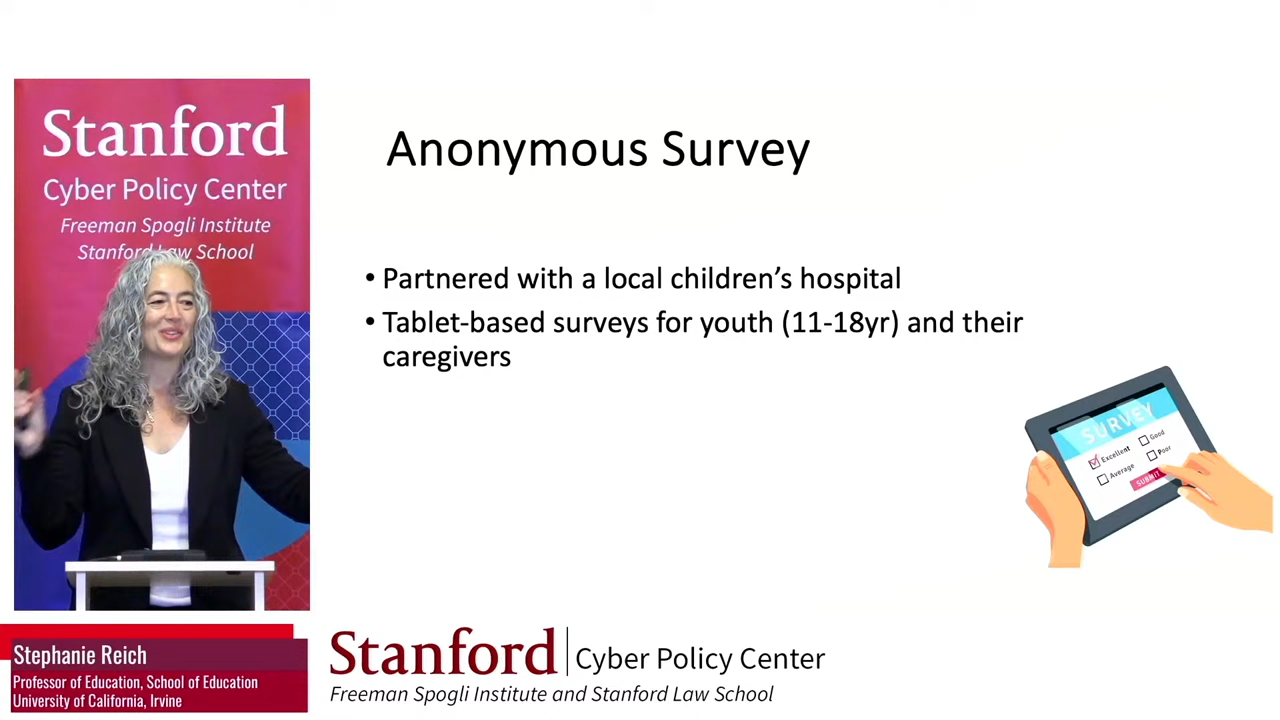 Stanford
Cyber Policy Center
Freeman Spogli Institute
Stanford Law School
Anonymous Survey
• Partnered with a local children’s hospital
• Tablet-based surveys for youth (11-18yr) and their
caregivers
SURVEY
Excellent
Good
Average
Poor
SUBMIT
Stephanie Reich
Professor of Education, School of Education
University of California, Irvine
Stanford | Cyber Policy Center
Freeman Spogli Institute and Stanford Law School